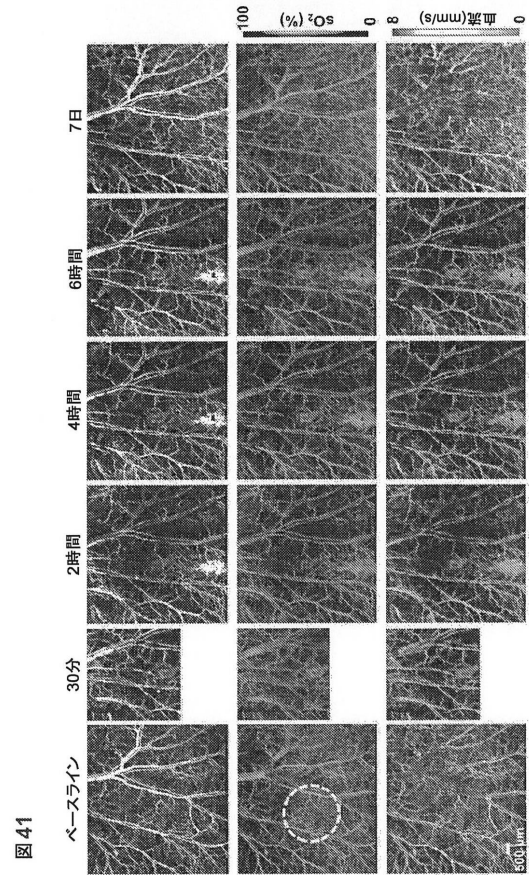 図 41
ベースライン
30分
2時間
4時間
6時間
7日
100
sO₂ (%)
0
8
血流(mm/s)
0
500 μm